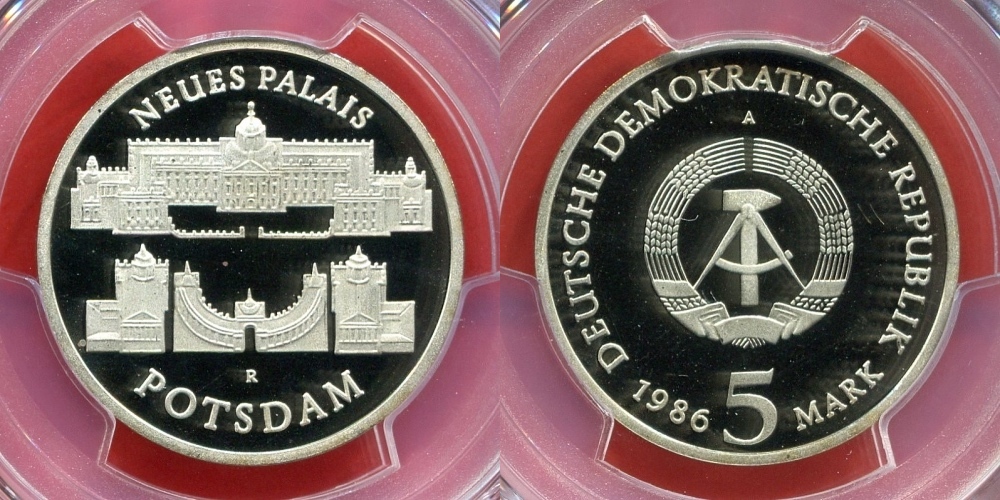 NEUES PALAIS
R
POTSDAM
DEUTSCHE DEMOKRATISCHE REPUBLIK
A
1986 5 MARK